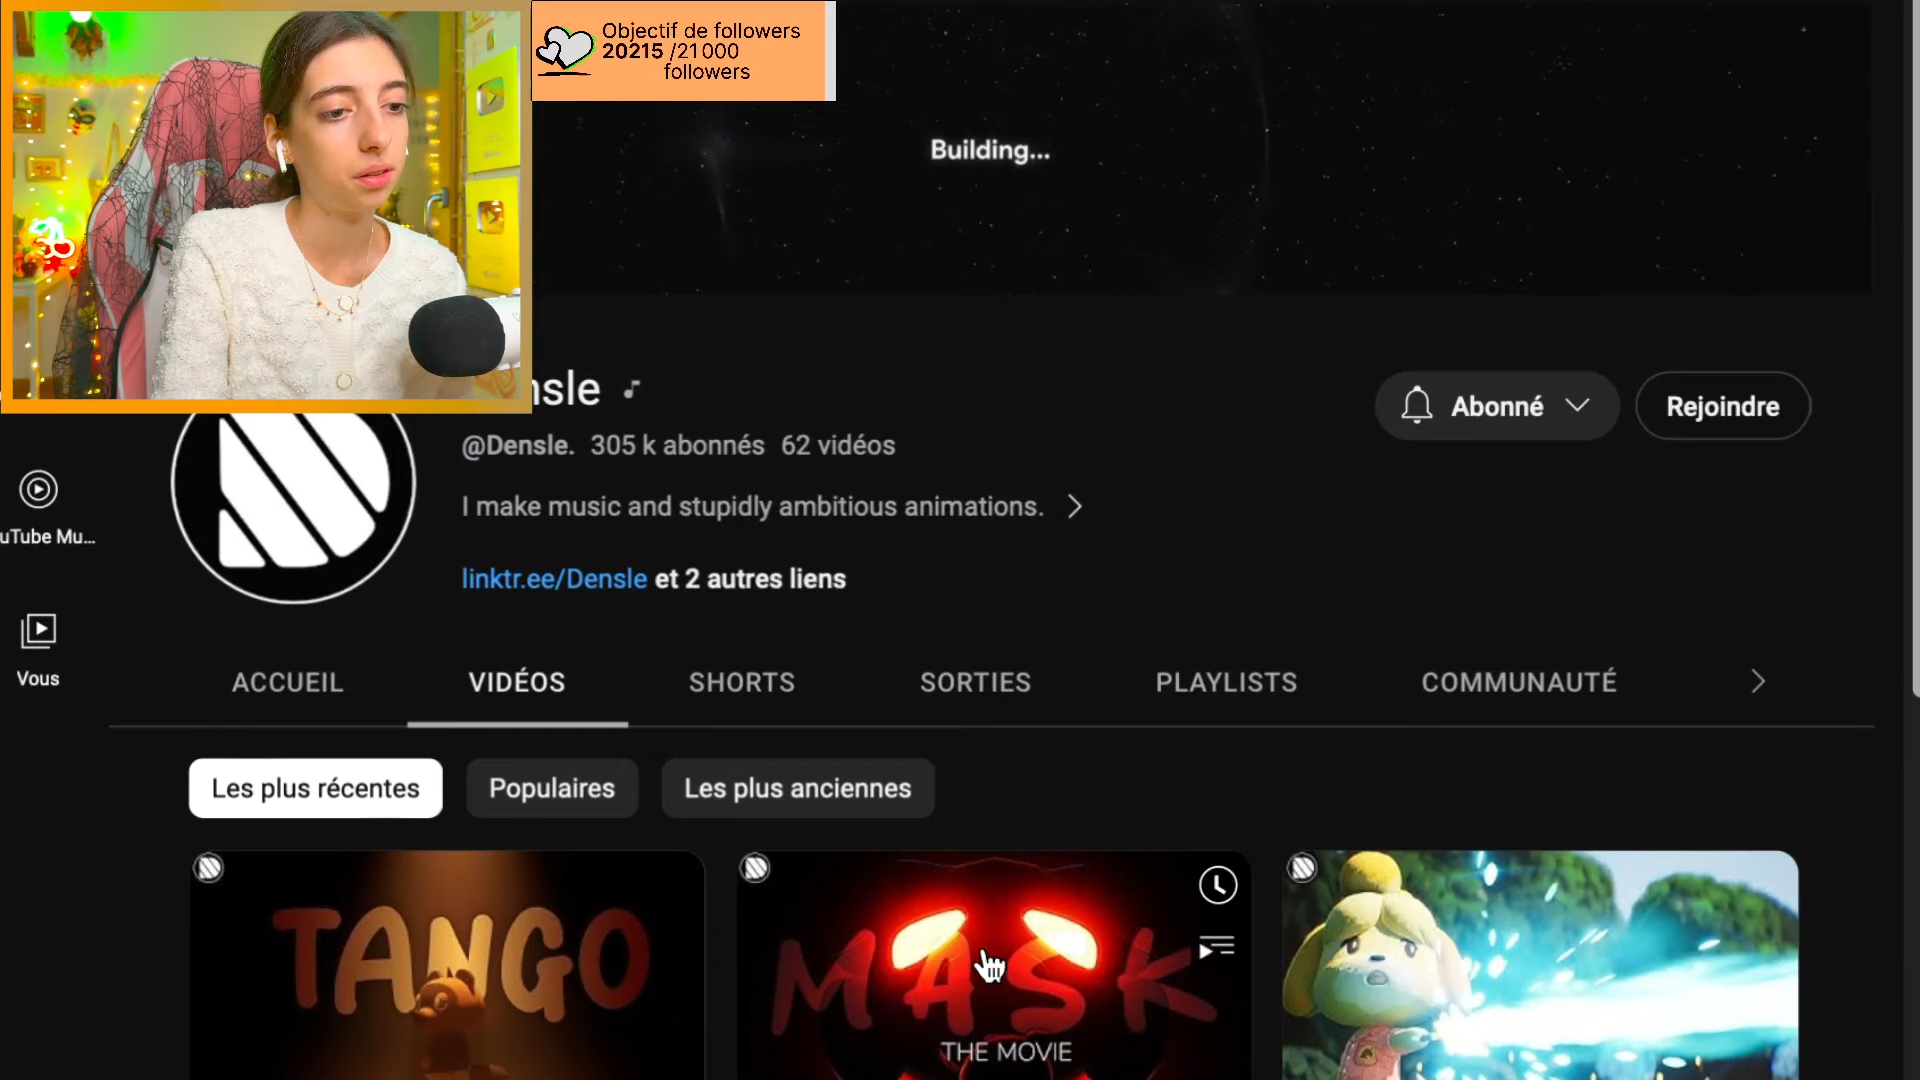 Objectif de followers
20215 /21000
followers
Building...
nsle
Abonné
Rejoindre
@Densle. 305 k abonnés 62 vidéos
I make music and stupidly ambitious animations.
uTube Mu...
linktr.ee/Densle et 2 autres liens
Vous
ACCUEIL
VIDÉOS
SHORTS
SORTIES
PLAYLISTS
COMMUNAUTÉ
Les plus récentes
Populaires
Les plus anciennes
TANGO
MASK
THE MOVIE